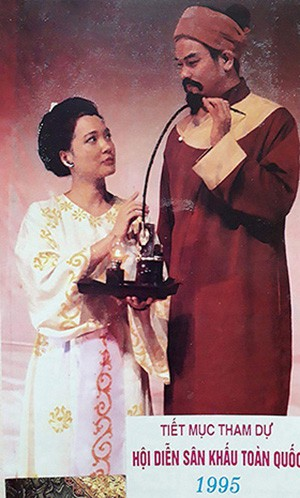 TIẾT MỤC THAM DỰ
HỘI DIỄN SÂN KHẤU TOÀN QUỐC
1995